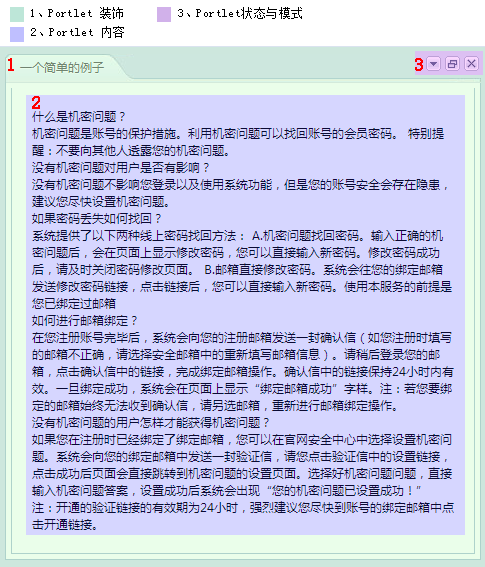 1、Portlet 装饰
3、Portlet状态与模式
2、Portlet 内容
1 一个简单的例子
3
2
什么是机密问题？
机密问题是账号的保护措施。利用机密问题可以找回账号的会员密码。 特别提
醒：不要向其他人透露您的机密问题。
没有机密问题对用户是否有影响？
没有机密问题不影响您登录以及使用系统功能，但是您的账号安全会存在隐患，
建议您尽快设置机密问题。
如果密码丢失如何找回？
系统提供了以下两种线上密码找回方法： A.机密问题找回密码。输入正确的机
密问题后，会在页面上显示修改密码，您可以直接输入新密码。修改密码成功
后，请及时关闭密码修改页面。 B.邮箱直接修改密码。系统会往您的绑定邮箱
发送修改密码链接，点击链接后，您可以直接输入新密码。使用本服务的前提是
您已绑定过邮箱
如何进行邮箱绑定？
在您注册账号完毕后，系统会向您的注册邮箱发送一封确认信（如您注册时填写
的邮箱不正确，请选择安全邮箱中的重新填写邮箱信息）。请稍后登录您的邮
箱，点击确认信中的链接，完成绑定邮箱操作。确认信中的链接保持24小时内有
效。一旦绑定成功，系统会在页面上显示“绑定邮箱成功”字样。注：若您要绑
定的邮箱始终无法收到确认信，请另选邮箱，重新进行邮箱绑定操作。
没有机密问题的用户怎样才能获得机密问题？
如果您在注册时已经绑定了绑定邮箱，您可以在官网安全中心中选择设置机密问
题。系统会向您的绑定邮箱中发送一封验证信，请您点击验证信中的设置链接，
点击成功后页面会直接跳转到机密问题的设置页面。选择好机密问题问题，直接
输入机密问题答案，设置成功后系统会出现“您的机密问题已设置成功！”
注：开通的验证链接的有效期为24小时，强烈建议您尽快到账号的绑定邮箱中点
击开通链接。